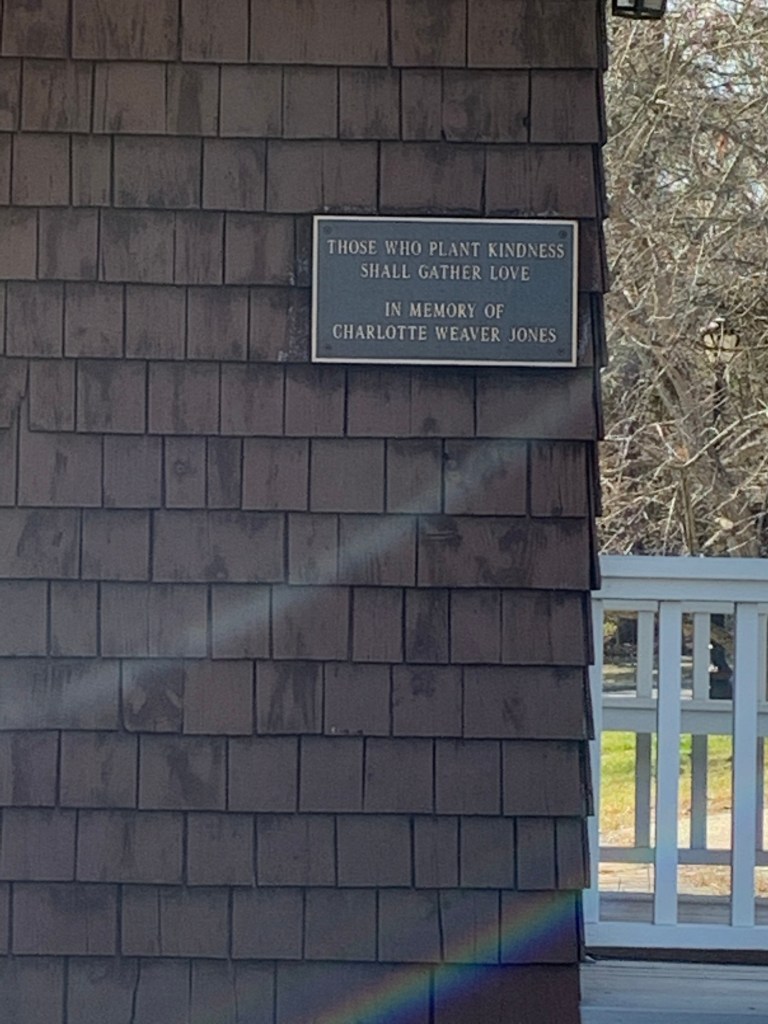 THOSE WHO PLANT KINDNESS
SHALL GATHER LOVE
IN MEMORY OF
CHARLOTTE WEAVER JONES